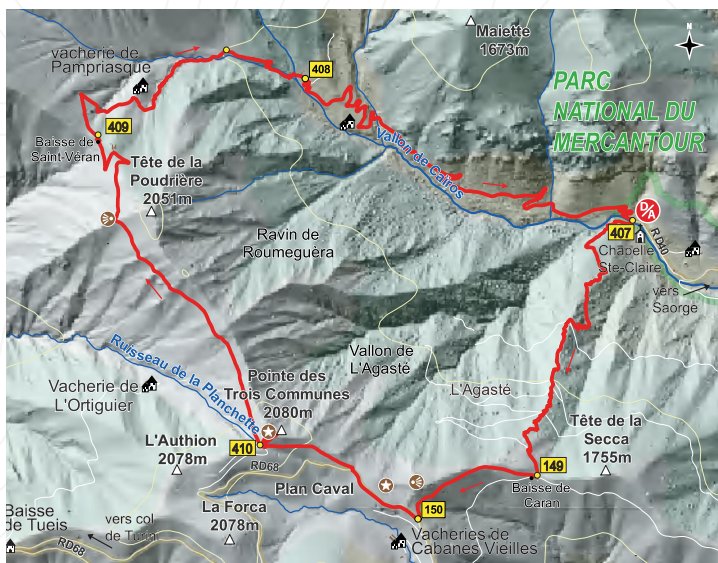 Maiette
1673m
N
vacherie de
Pampriasque
408
PARC
NATIONAL DU
MERCANTOUR
409
Baisse de
Saint-Véran
Vallon de Caïros
Tête de la
Poudrière
2051m
D/A
407
RD40
Ravin de
Roumeguèra
Chapelle
Ste-Claire
vers
Saorge
Ruisseau de la Planchette
Vallon de
L'Agasté
Vacherie de
L'Ortiguier
Pointe des
Trois Communes
2080m
L'Agasté
Tête de la
Secca
1755m
L'Authion
2078m
410
RD68
149
Plan Caval
Baisse de
Caran
La Forca
2078m
150
Baisse
de Tueis
vers col
de Turini
RD68
Vacheries de
Cabanes Vieilles